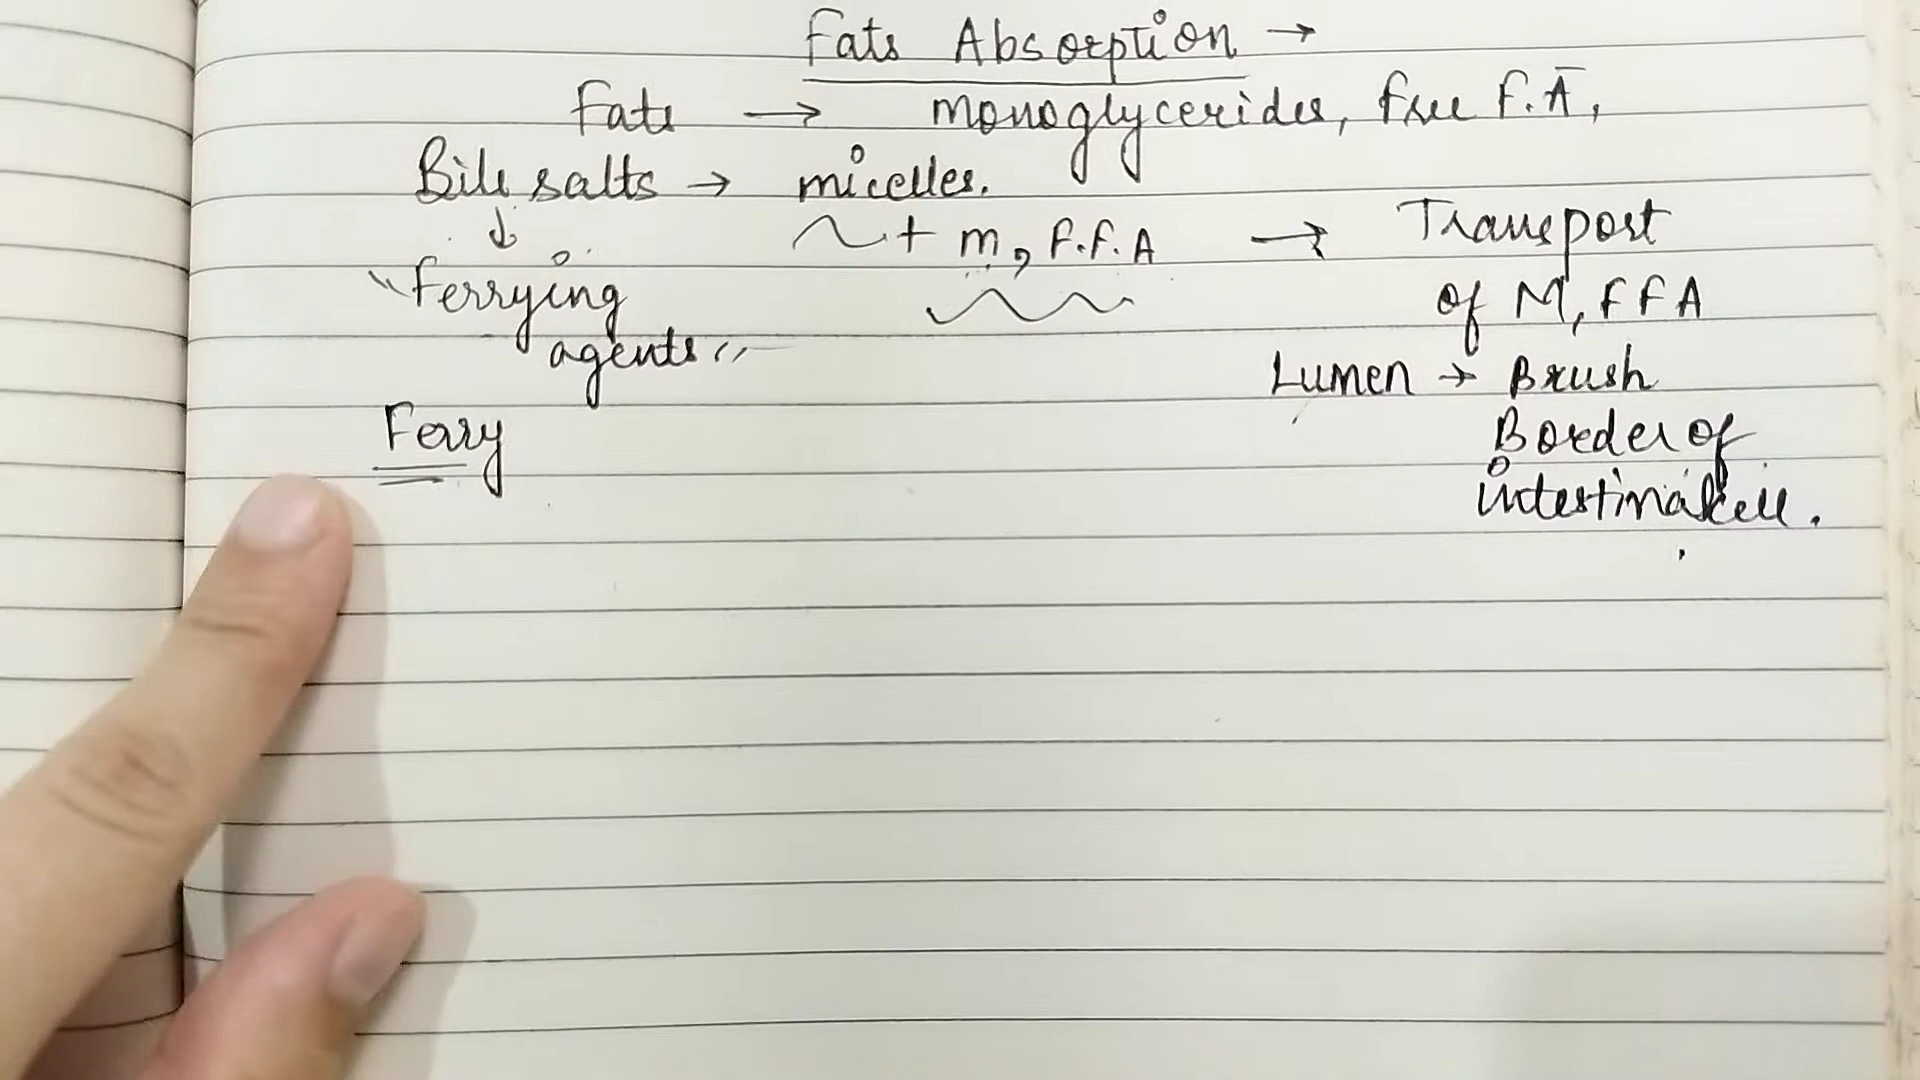 Fats Absorption →
Fats → monoglycerides, free F.A,
Bile salts → micelles.
↓ + m, F.F.A → Transport
"Ferrying of M, FFA
agents" Lumen → Brush
Ferry Border of
intestinal cell.